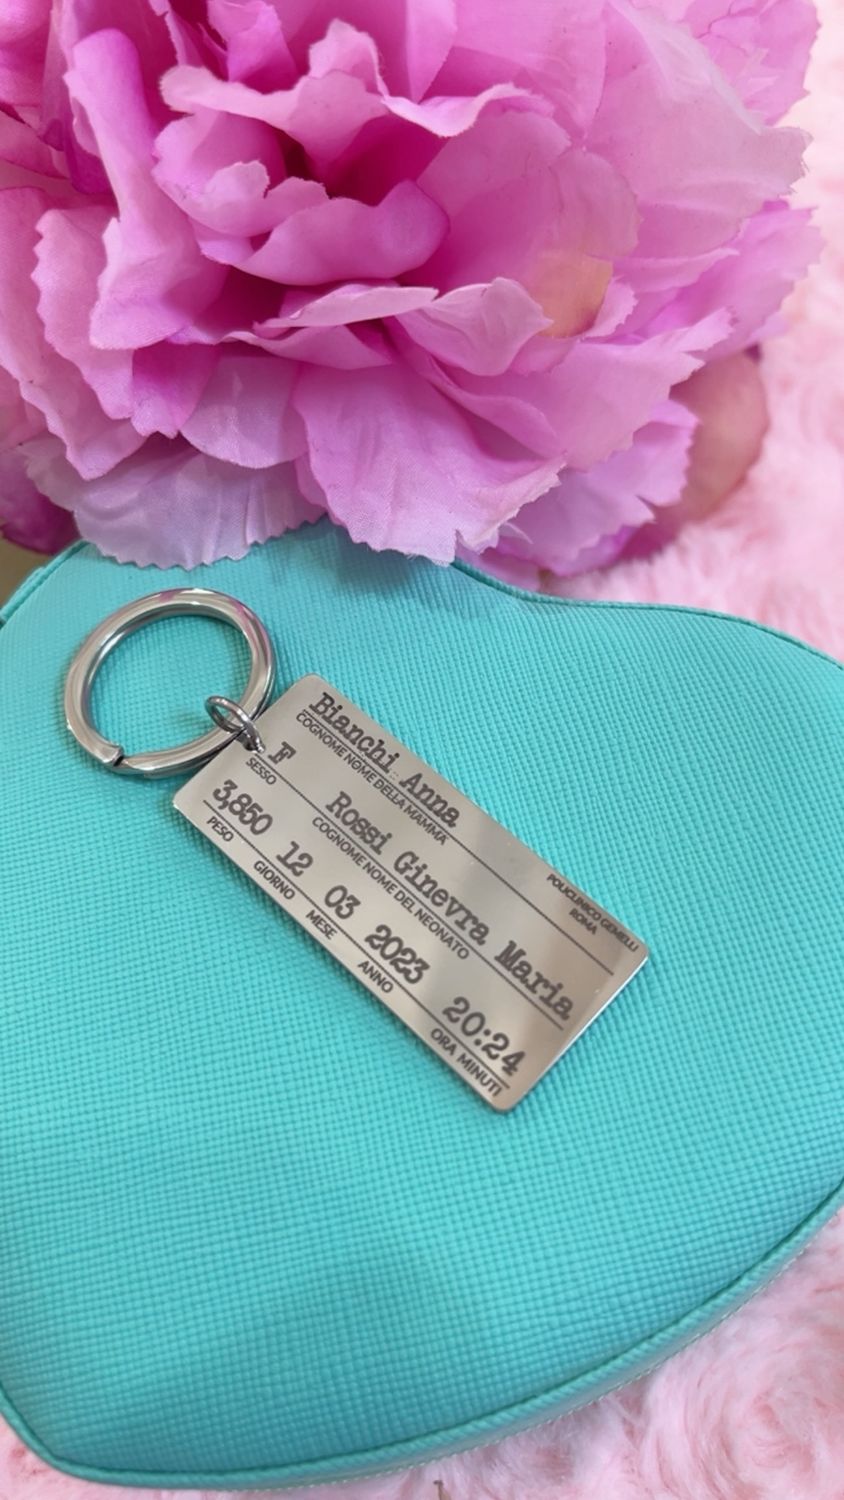 Bianchi Anna
COGNOME NOME DELLA MAMMA
POLICLINICO GEMELLI
ROMA
F
SESSO
Rossi Ginevra Maria
COGNOME NOME DEL NEONATO
3,850 12 03 2023 20:24
PESO GIORNO MESE ANNO ORA MINUTI